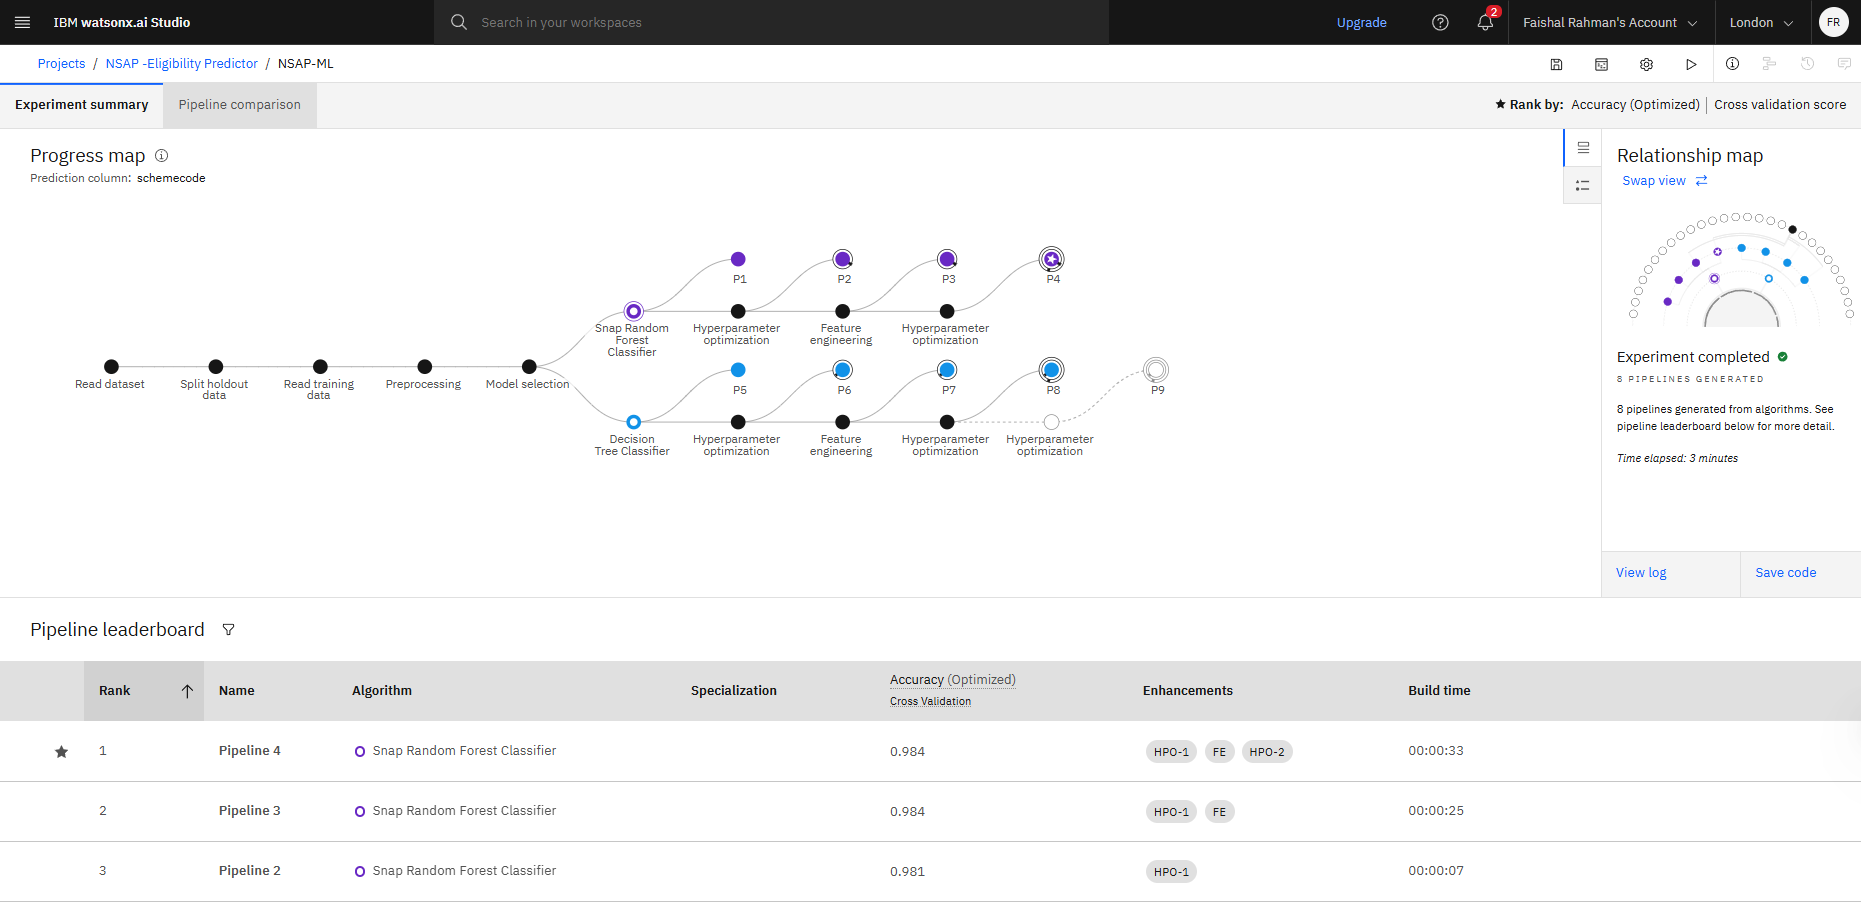 IBM watsonx.ai Studio
Search in your workspaces
Upgrade
2
Faishal Rahman's Account
London
FR
Projects / NSAP -Eligibility Predictor / NSAP-ML
Experiment summary
Pipeline comparison
★ Rank by: Accuracy (Optimized) | Cross validation score
Progress map
Prediction column: schemecode
P1
P2
P3
P4
Snap Random
Forest
Classifier
Hyperparameter
optimization
Feature
engineering
Hyperparameter
optimization
Read dataset
Split holdout
data
Read training
data
Preprocessing
Model selection
P5
P6
P7
P8
P9
Decision
Tree Classifier
Hyperparameter
optimization
Feature
engineering
Hyperparameter
optimization
Hyperparameter
optimization
Relationship map
Swap view
Experiment completed
8 PIPELINES GENERATED
8 pipelines generated from algorithms. See
pipeline leaderboard below for more detail.
Time elapsed: 3 minutes
View log
Save code
Pipeline leaderboard
Rank
Name
Algorithm
Specialization
Accuracy (Optimized)
Cross Validation
Enhancements
Build time
1 Pipeline 4 Snap Random Forest Classifier 0.984 HPO-1 FE HPO-2 00:00:33
2 Pipeline 3 Snap Random Forest Classifier 0.984 HPO-1 FE 00:00:25
3 Pipeline 2 Snap Random Forest Classifier 0.981 HPO-1 00:00:07